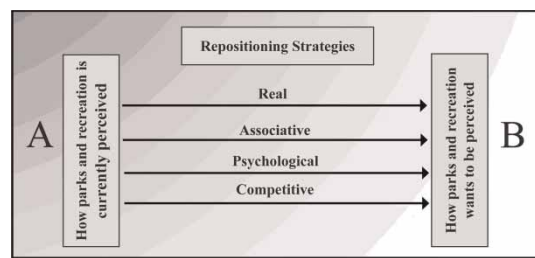 Repositioning Strategies
A
How parks and recreation is
currently perceived
Real
Associative
Psychological
Competitive
How parks and recreation
wants to be perceived
B